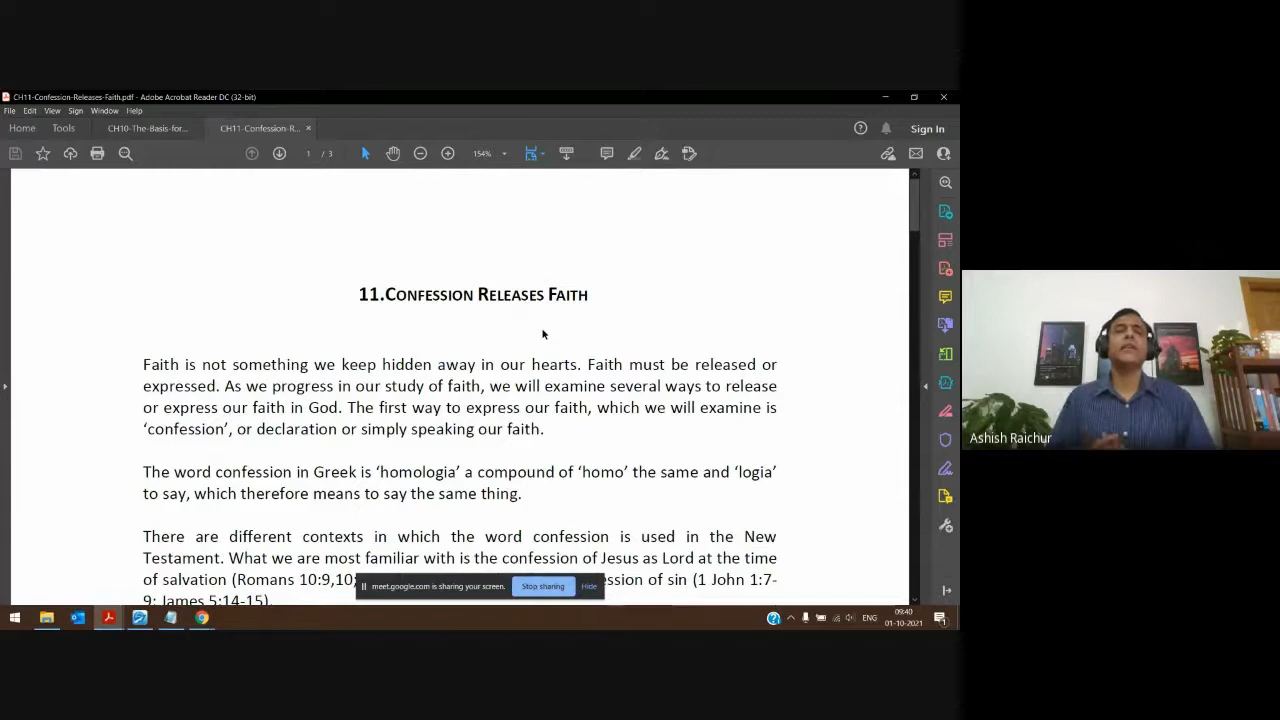 CH11-Confession-Releases-Faith.pdf - Adobe Acrobat Reader DC (32-bit)
File Edit View Sign Window Help
Home Tools CH10-The-Basis-for... CH11-Confession-R... × Sign In
1 / 3 154%
11.CONFESSION RELEASES FAITH
Faith is not something we keep hidden away in our hearts. Faith must be released or
expressed. As we progress in our study of faith, we will examine several ways to release
or express our faith in God. The first way to express our faith, which we will examine is
‘confession’, or declaration or simply speaking our faith.
The word confession in Greek is ‘homologia’ a compound of ‘homo’ the same and ‘logia’
to say, which therefore means to say the same thing.
There are different contexts in which the word confession is used in the New
Testament. What we are most familiar with is the confession of Jesus as Lord at the time
of salvation (Romans 10:9,10; ession of sin (1 John 1:7-
9; James 5:14-15).
meet.google.com is sharing your screen. Stop sharing Hide
ENG
09:40
01-10-2021
Ashish Raichur